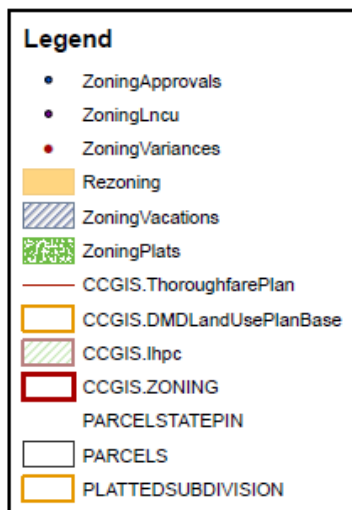 Legend
ZoningApprovals
ZoningLncu
ZoningVariances
Rezoning
ZoningVacations
ZoningPlats
CCGIS.ThoroughfarePlan
CCGIS.DMDLandUsePlanBase
CCGIS.Ihpc
CCGIS.ZONING
PARCELSTATEPIN
PARCELS
PLATTEDSUBDIVISION